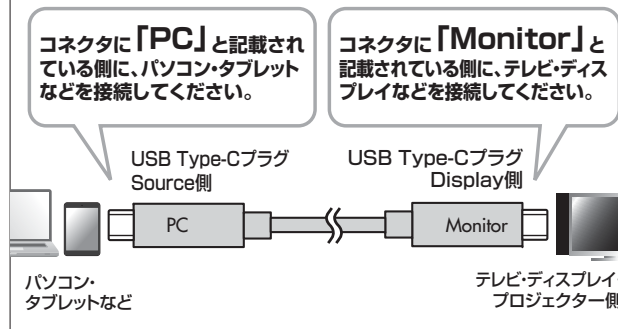 コネクタに「PC」と記載され
ている側に、パソコン・タブレット
などを接続してください。
コネクタに「Monitor」と
記載されている側に、テレビ・ディス
プレイなどを接続してください。
USB Type-Cプラグ
Source側
USB Type-Cプラグ
Display側
PC
Monitor
パソコン・
タブレットなど
テレビ・ディスプレイ・
プロジェクター側